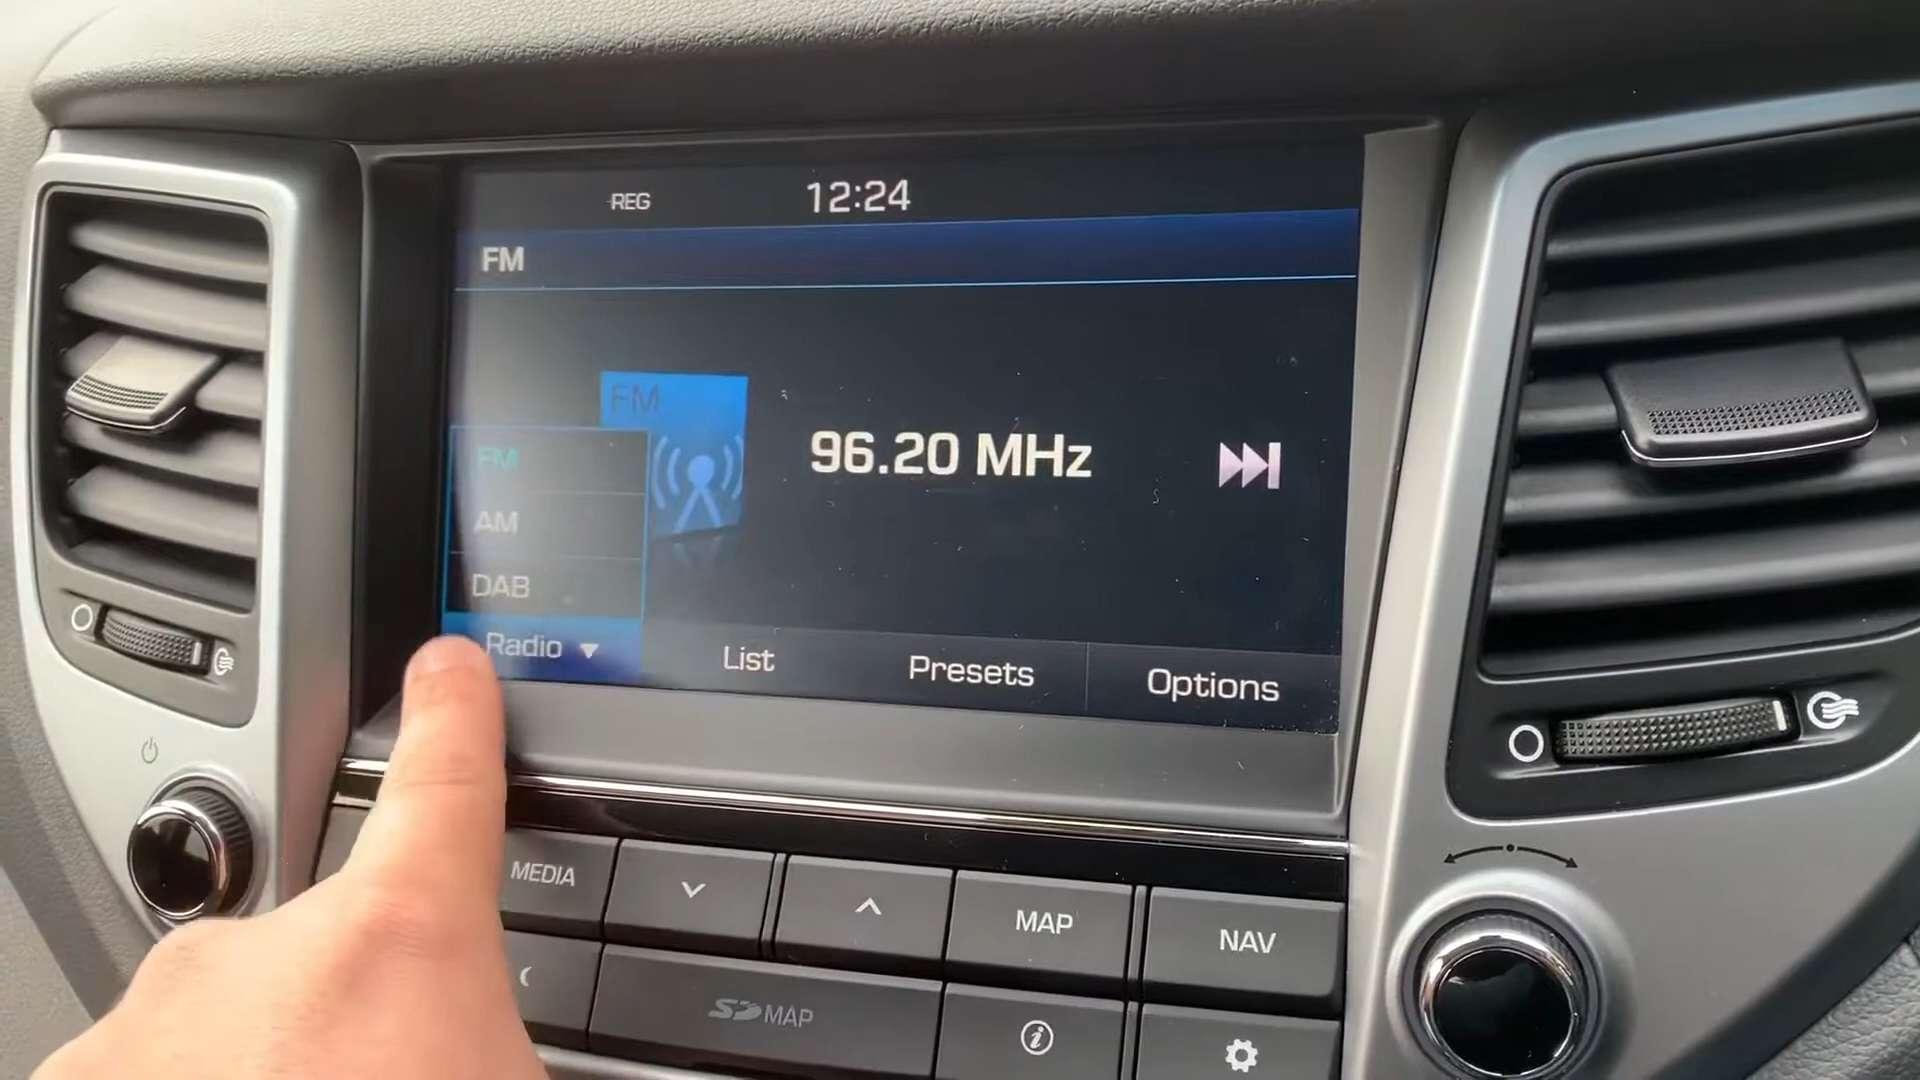 REG
12:24
FM
FM
96.20 MHz
FM
AM
DAB
Radio
List
Presets
Options
MEDIA
MAP
NAV
SD MAP